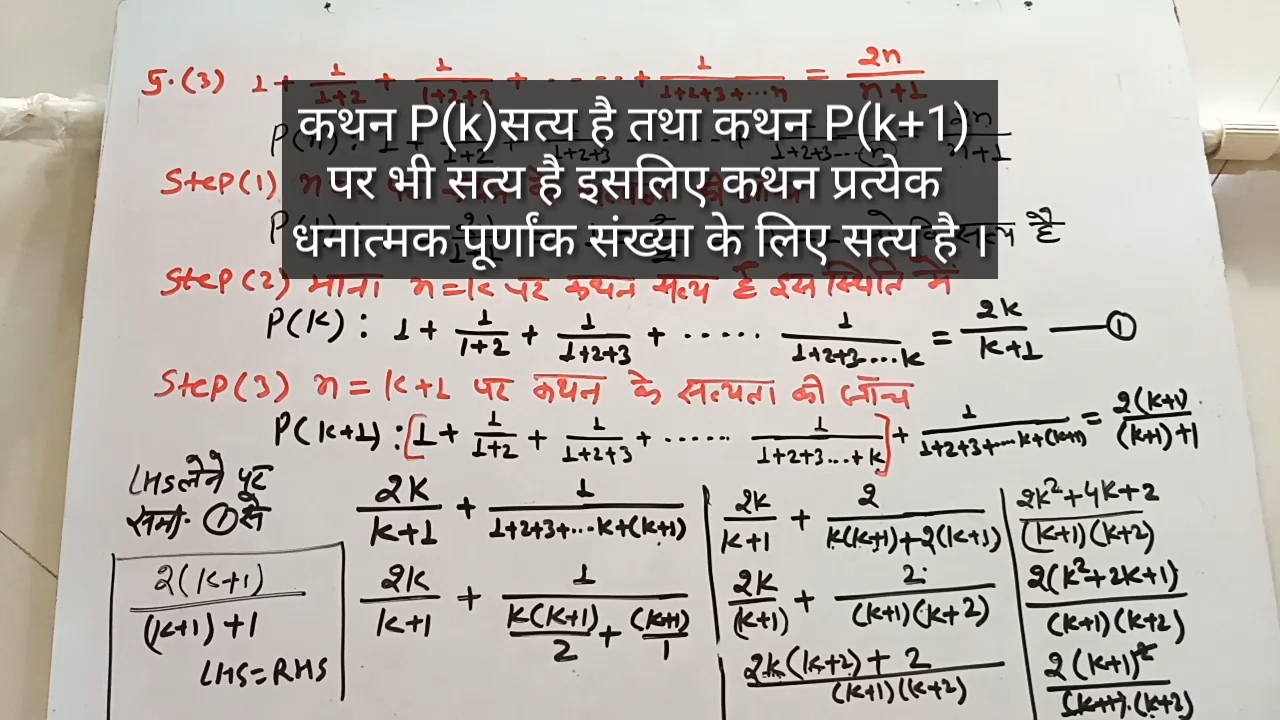 प्र.(3) 1 + 1/(1+2) + 1/(1+2+3) + ..... + 1/(1+2+3+...n) = 2n/(n+1)
कथन P(k)सत्य है तथा कथन P(k+1)
पर भी सत्य है इसलिए कथन प्रत्येक
धनात्मक पूर्णांक संख्या के लिए सत्य है ।
Step(1)
सत्य है
Step(2) माना n=k पर कथन सत्य है इस स्थिति में
P(k) : 1 + 1/(1+2) + 1/(1+2+3) + ..... 1/(1+2+3....k) = 2k/(k+1) —— ①
Step(3) n = k+1 पर कथन के सत्यता की जाँच
P(k+1) : [1 + 1/(1+2) + 1/(1+2+3) + ...... 1/(1+2+3...+k)] + 1/(1+2+3+...k+(k+1)) = 2(k+1)/((k+1)+1)
LHS लेने पर
समी. ① से
2k/(k+1) + 1/(1+2+3+...k+(k+1))
2k/(k+1) + 1/(k(k+1)/2 + (k+1)/1)
2k/(k+1) + 2/(k(k+1)+2(k+1))
2k/(k+1) + 2/((k+1)(k+2))
(2k(k+2)+2)/((k+1)(k+2))
(2k²+4k+2)/((k+1)(k+2))
2(k²+2k+1)/((k+1)(k+2))
2(k+1)²/((k+1).(k+2))
2(k+1)/((k+1)+1)
LHS=RHS